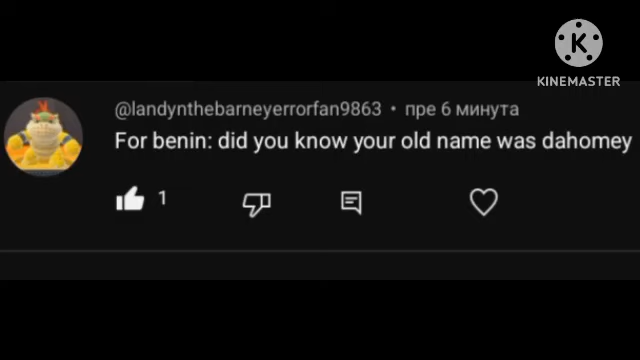 KINEMASTER
@landynthebarneyerrorfan9863 • пре 6 минута
For benin: did you know your old name was dahomey
1